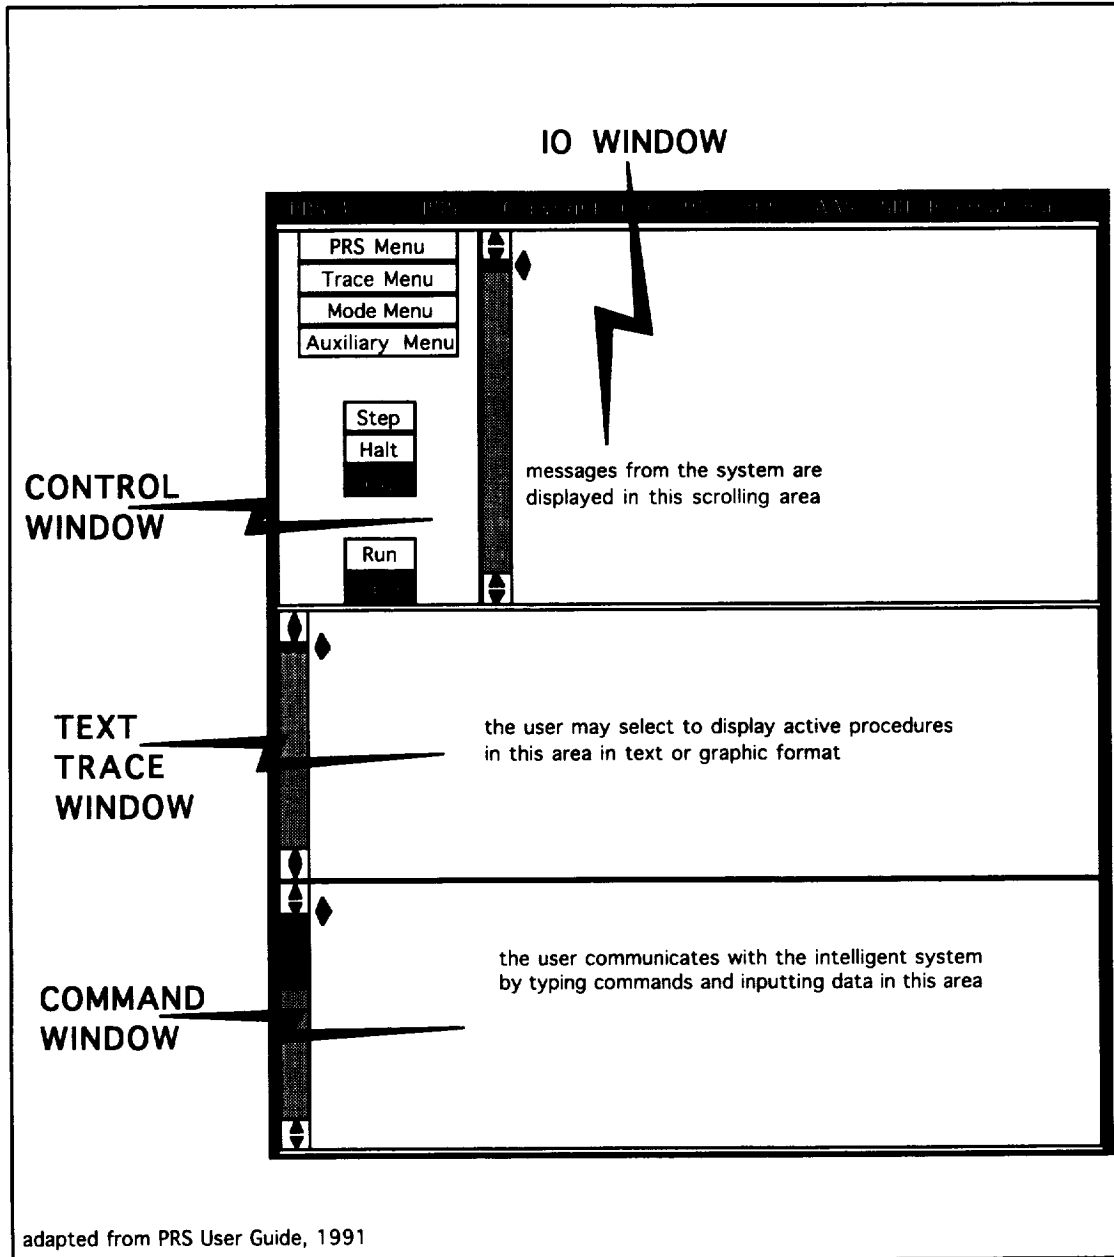 IO WINDOW
PRS Menu
Trace Menu
Mode Menu
Auxiliary Menu
Step
Halt
messages from the system are
displayed in this scrolling area
CONTROL
WINDOW
Run
TEXT
TRACE
WINDOW
the user may select to display active procedures
in this area in text or graphic format
the user communicates with the intelligent system
by typing commands and inputting data in this area
COMMAND
WINDOW
adapted from PRS User Guide, 1991